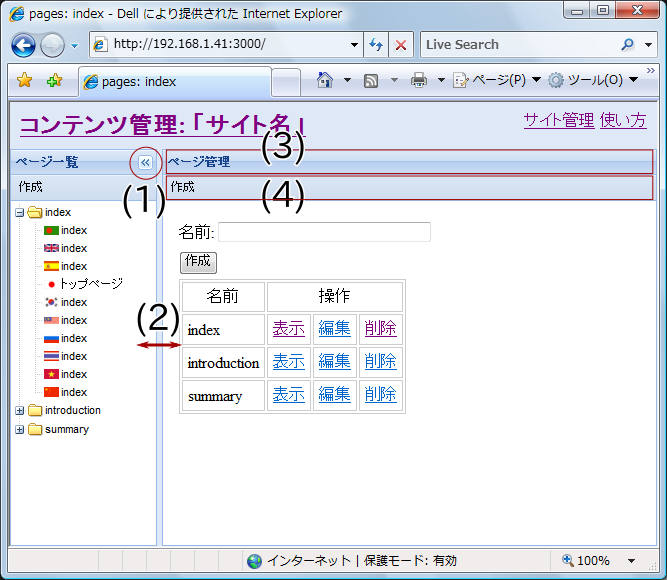 pages: index - Dell により提供された Internet Explorer
http://192.168.1.41:3000/
Live Search
pages: index
ページ(P)
ツール(O)
コンテンツ管理: 「サイト名」
サイト管理 使い方
(3)
ページ一覧
ページ管理
作成
作成
(1)
(4)
index
index
index
index
トップページ
index
index
index
index
index
index
introduction
summary
(2)
名前:
作成
名前 操作
index 表示 編集 削除
introduction 表示 編集 削除
summary 表示 編集 削除
インターネット | 保護モード: 有効
100%